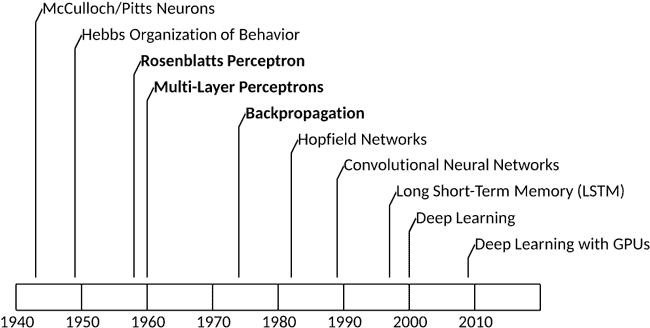 McCulloch/Pitts Neurons
Hebbs Organization of Behavior
Rosenblatts Perceptron
Multi-Layer Perceptrons
Backpropagation
Hopfield Networks
Convolutional Neural Networks
Long Short-Term Memory (LSTM)
Deep Learning
Deep Learning with GPUs
1940 1950 1960 1970 1980 1990 2000 2010